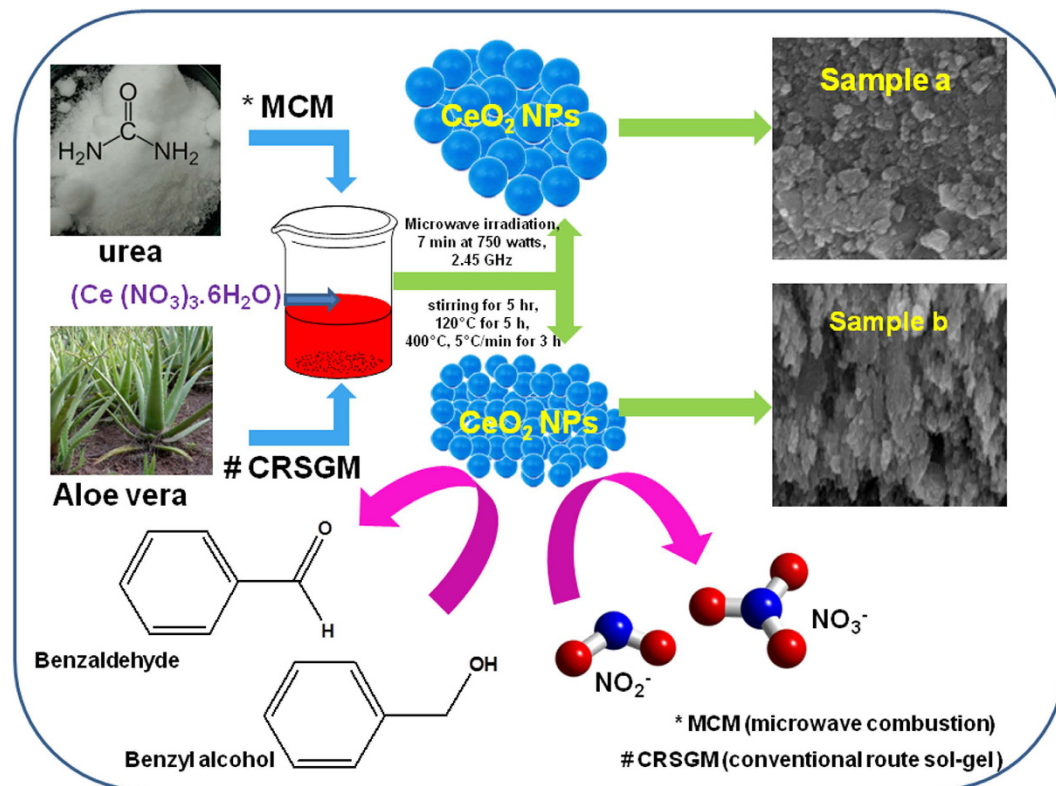 * MCM
O
C
H₂N NH₂
urea
CeO₂ NPs
Sample a
Microwave irradiation,
7 min at 750 watts,
2.45 GHz
(Ce (NO₃)₃.6H₂O)
stirring for 5 hr,
120°C for 5 h,
400°C, 5°C/min for 3 h
Sample b
CeO₂ NPs
# CRSGM
Aloe vera
O
H
Benzaldehyde
OH
Benzyl alcohol
NO₂⁻
NO₃⁻
* MCM (microwave combustion)
# CRSGM (conventional route sol-gel)